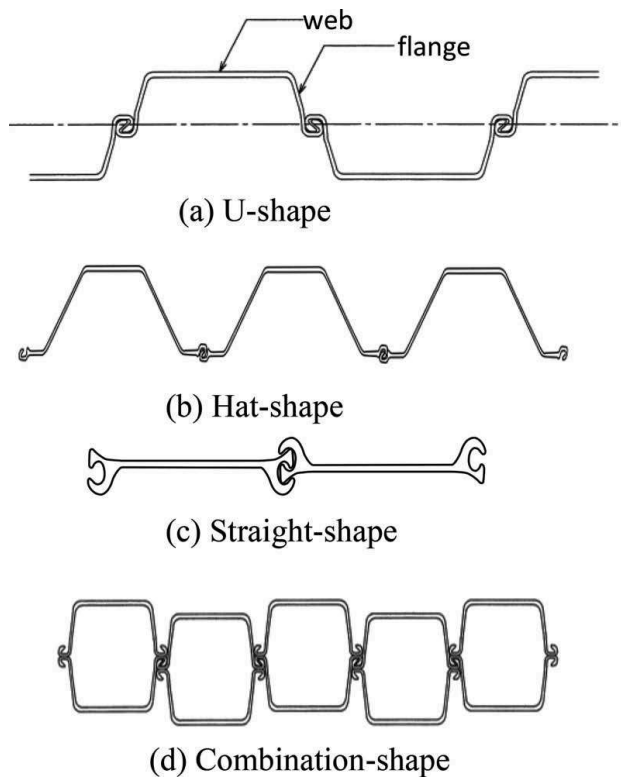 web
flange
(a) U-shape
(b) Hat-shape
(c) Straight-shape
(d) Combination-shape